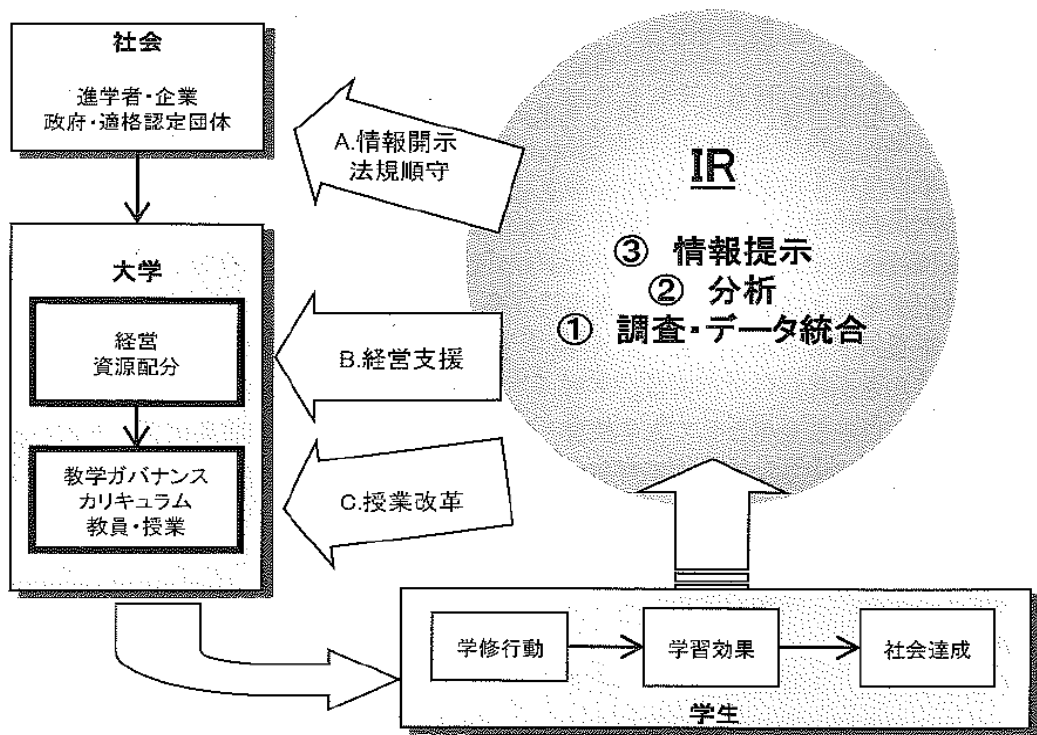 社会
進学者・企業
政府・適格認定団体
A.情報開示
法規順守
IR
③ 情報提示
② 分析
① 調査・データ統合
大学
経営
資源配分
B.経営支援
教学ガバナンス
カリキュラム
教員・授業
C.授業改革
学修行動
学習効果
社会達成
学生